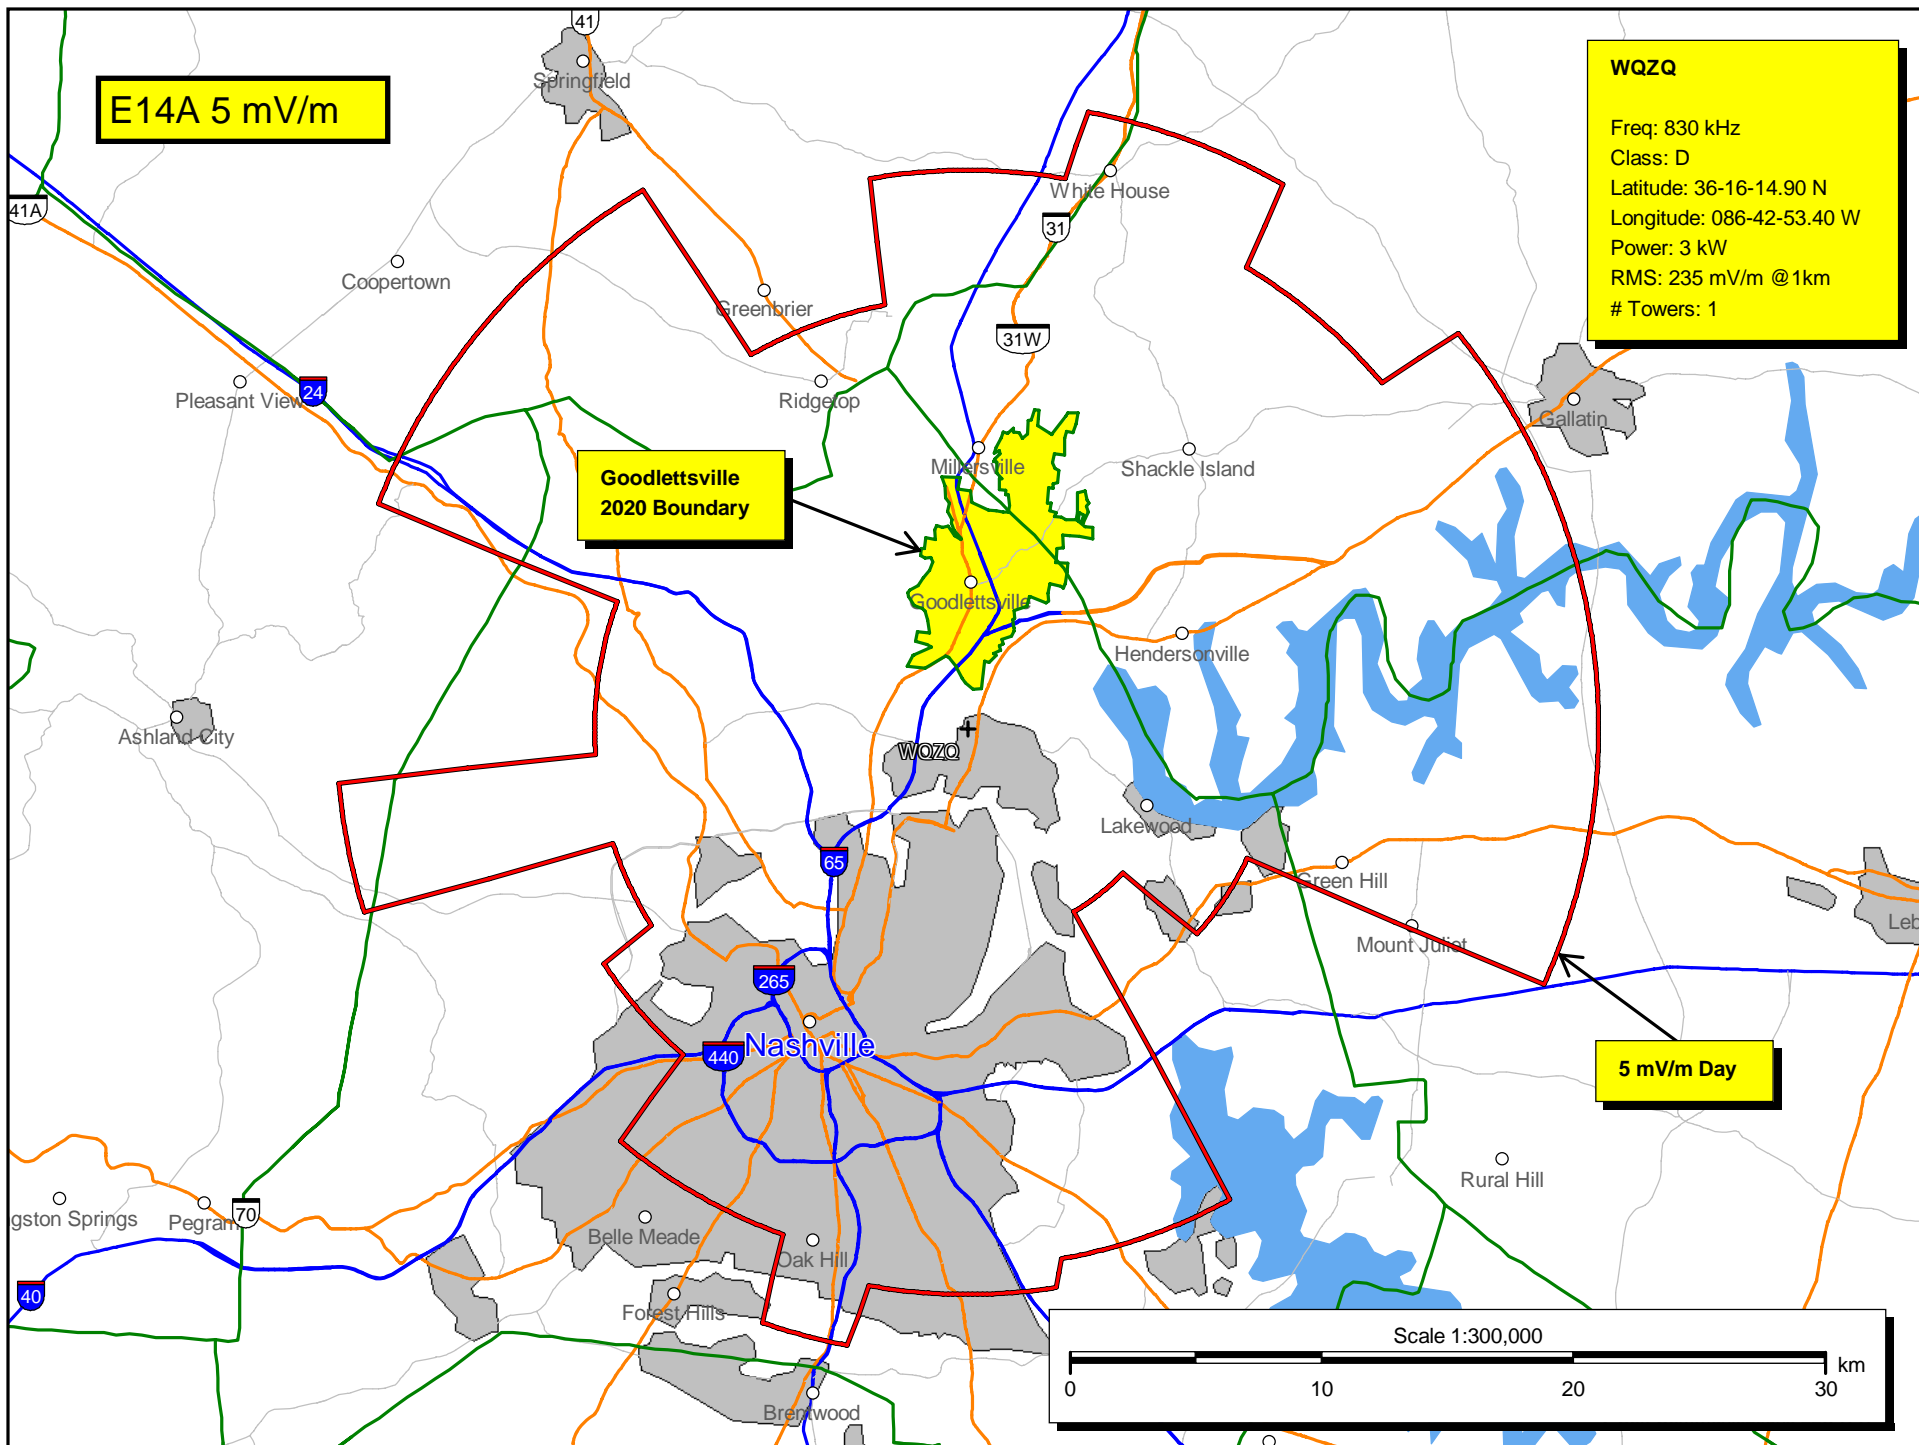 41
Springfield
E14A 5 mV/m
WQZQ
Freq: 830 kHz
Class: D
Latitude: 36-16-14.90 N
Longitude: 086-42-53.40 W
Power: 3 kW
RMS: 235 mV/m @1km
# Towers: 1
41A
White House
31
Coopertown
Greenbrier
31W
24
Pleasant View
Ridgetop
Gallatin
Goodlettsville
2020 Boundary
Millersville
Shackle Island
Goodlettsville
Hendersonville
Ashland City
WQZQ
Lakewood
65
Green Hill
Leb
Mount Juliet
265
Nashville
440
5 mV/m Day
Rural Hill
gston Springs
Pegram
70
Belle Meade
Oak Hill
40
Forest Hills
Scale 1:300,000
km
0 10 20 30
Brentwood